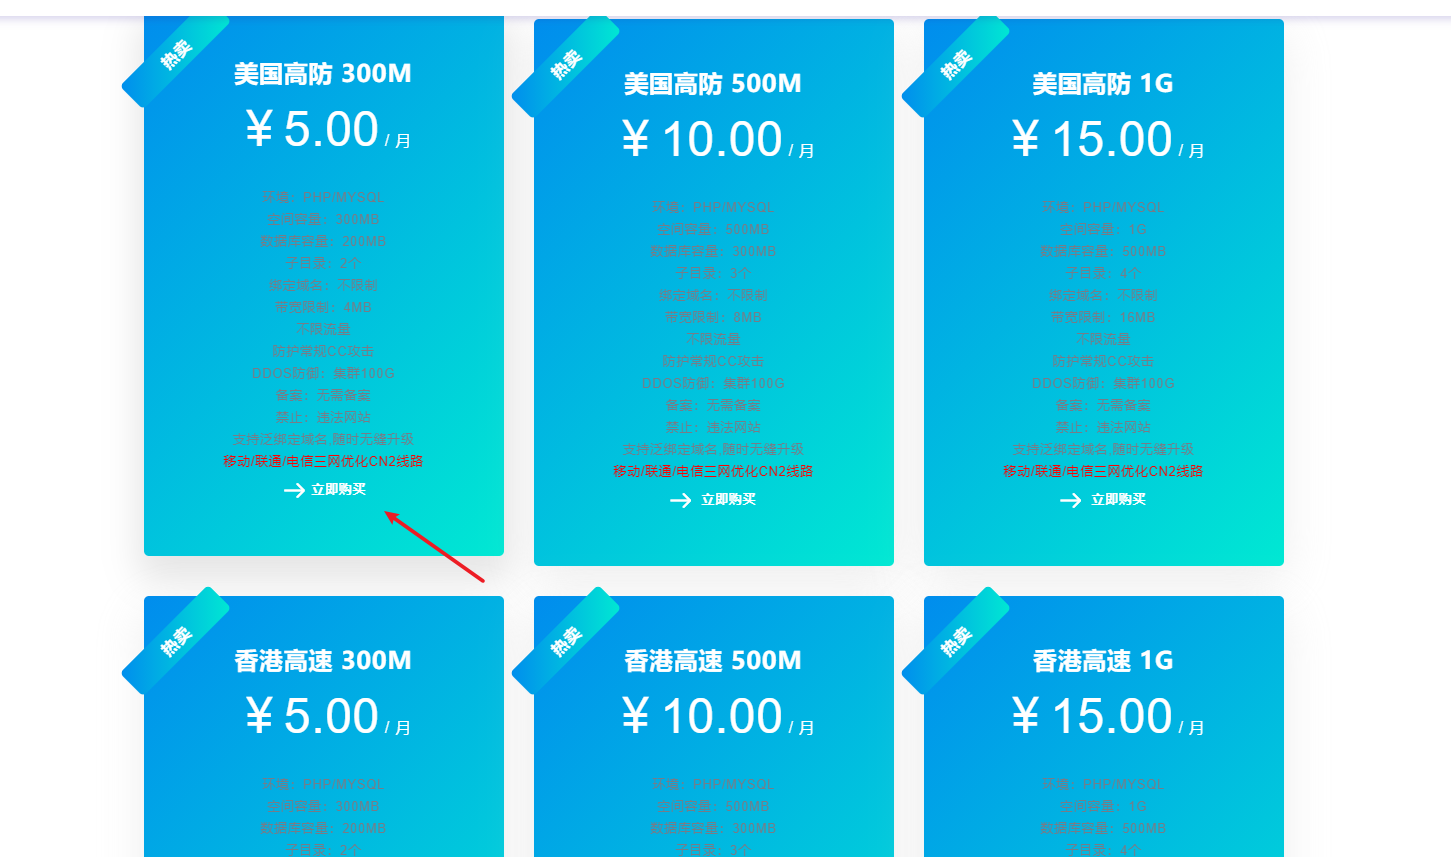 热卖
美国高防 300M
¥ 5.00 / 月
环境：PHP/MYSQL
空间容量：300MB
数据库容量：200MB
子目录：2个
绑定域名：不限制
带宽限制：4MB
不限流量
防护常规CC攻击
DDOS防御：集群100G
备案：无需备案
禁止：违法网站
支持泛绑定域名,随时无缝升级
移动/联通/电信三网优化CN2线路
立即购买
热卖
美国高防 500M
¥ 10.00 / 月
环境：PHP/MYSQL
空间容量：500MB
数据库容量：300MB
子目录：3个
绑定域名：不限制
带宽限制：8MB
不限流量
防护常规CC攻击
DDOS防御：集群100G
备案：无需备案
禁止：违法网站
支持泛绑定域名,随时无缝升级
移动/联通/电信三网优化CN2线路
立即购买
热卖
美国高防 1G
¥ 15.00 / 月
环境：PHP/MYSQL
空间容量：1G
数据库容量：500MB
子目录：4个
绑定域名：不限制
带宽限制：16MB
不限流量
防护常规CC攻击
DDOS防御：集群100G
备案：无需备案
禁止：违法网站
支持泛绑定域名,随时无缝升级
移动/联通/电信三网优化CN2线路
立即购买
热卖
香港高速 300M
¥ 5.00 / 月
环境：PHP/MYSQL
空间容量：300MB
数据库容量：200MB
子目录：2个
热卖
香港高速 500M
¥ 10.00 / 月
环境：PHP/MYSQL
空间容量：500MB
数据库容量：300MB
子目录：3个
热卖
香港高速 1G
¥ 15.00 / 月
环境：PHP/MYSQL
空间容量：1G
数据库容量：500MB
子目录：4个